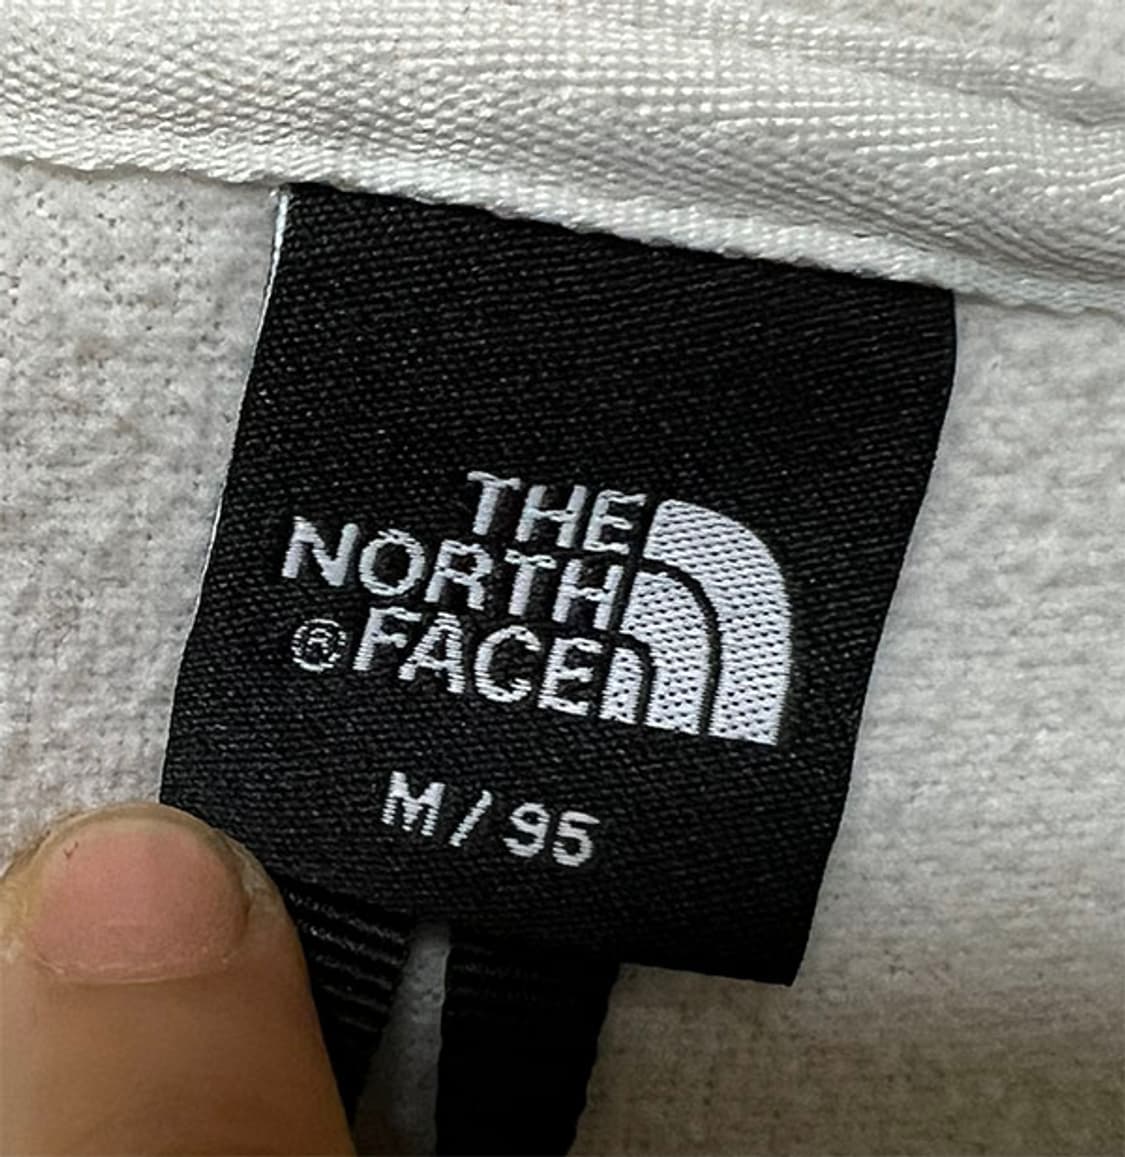 THE
NORTH
® FACE
M / 95